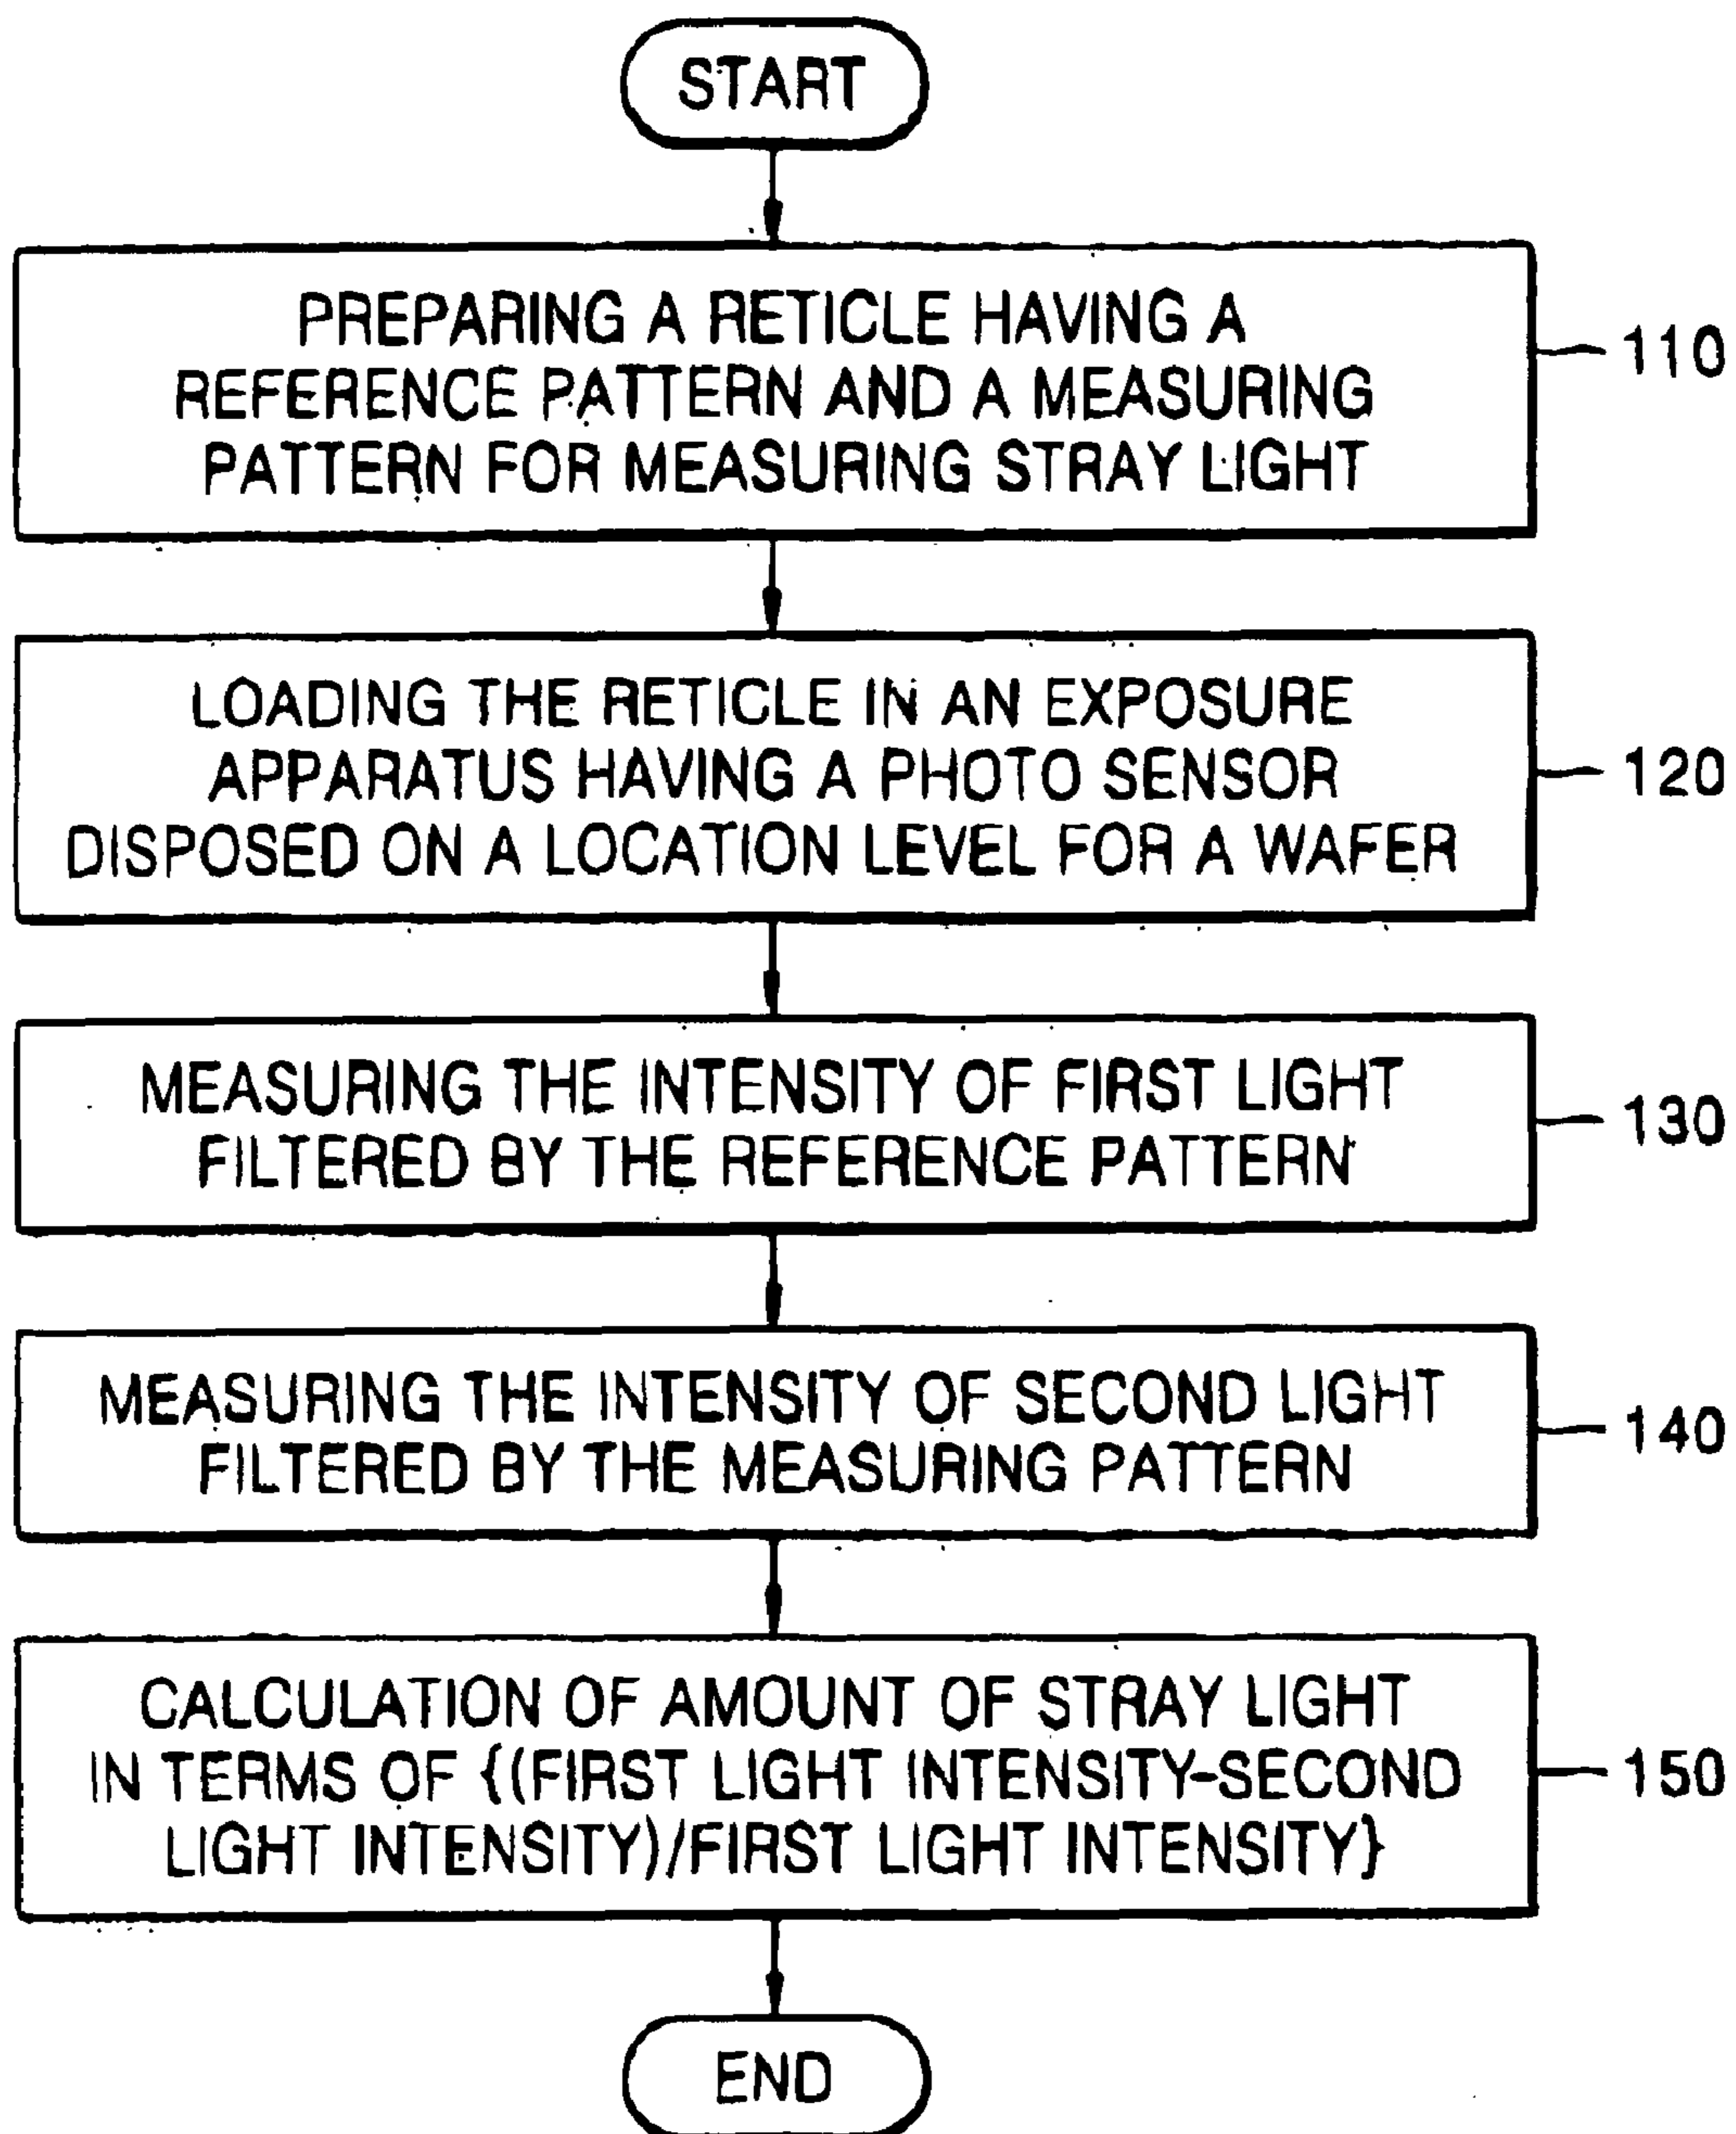 START
PREPARING A RETICLE HAVING A
REFERENCE PATTERN AND A MEASURING
PATTERN FOR MEASURING STRAY LIGHT
110
LOADING THE RETICLE IN AN EXPOSURE
APPARATUS HAVING A PHOTO SENSOR
DISPOSED ON A LOCATION LEVEL FOR A WAFER
120
MEASURING THE INTENSITY OF FIRST LIGHT
FILTERED BY THE REFERENCE PATTERN
130
MEASURING THE INTENSITY OF SECOND LIGHT
FILTERED BY THE MEASURING PATTERN
140
CALCULATION OF AMOUNT OF STRAY LIGHT
IN TERMS OF {(FIRST LIGHT INTENSITY-SECOND
LIGHT INTENSITY)/FIRST LIGHT INTENSITY}
150
END